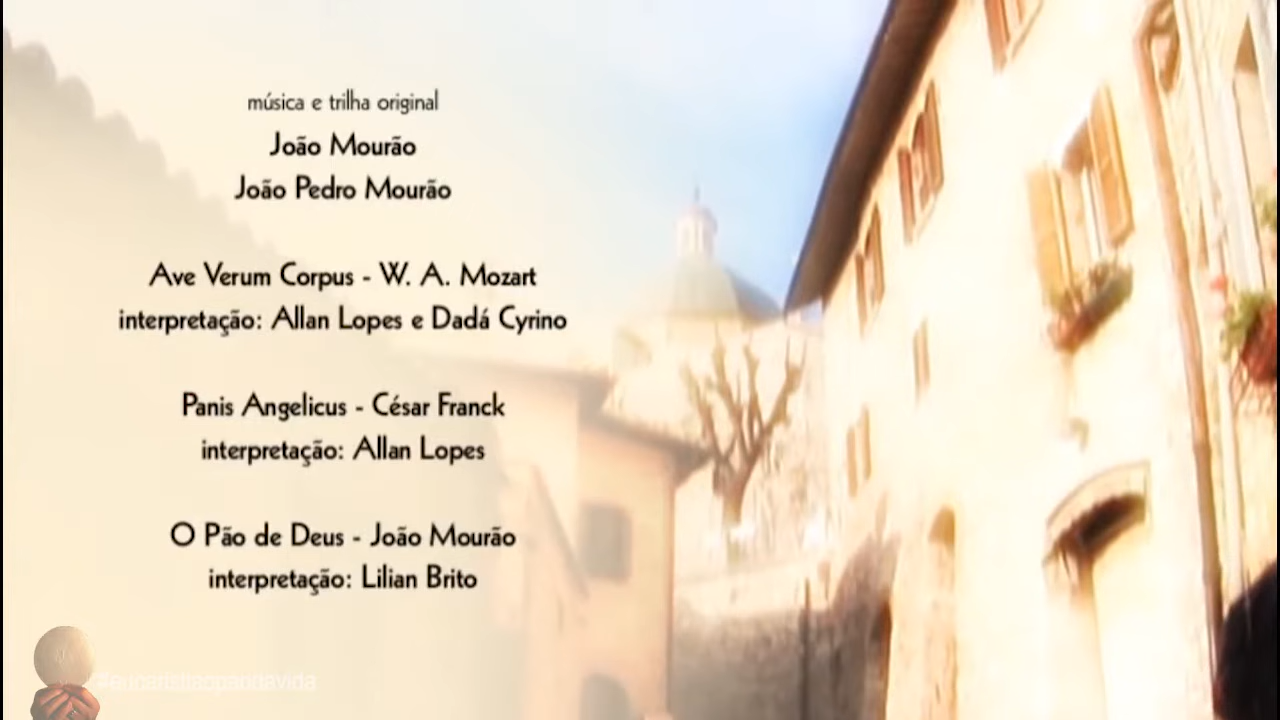 música e trilha original
João Mourão
João Pedro Mourão
Ave Verum Corpus - W. A. Mozart
interpretação: Allan Lopes e Dadá Cyrino
Panis Angelicus - César Franck
interpretação: Allan Lopes
O Pão de Deus - João Mourão
interpretação: Lilian Brito
#eucaristiaopaodavida